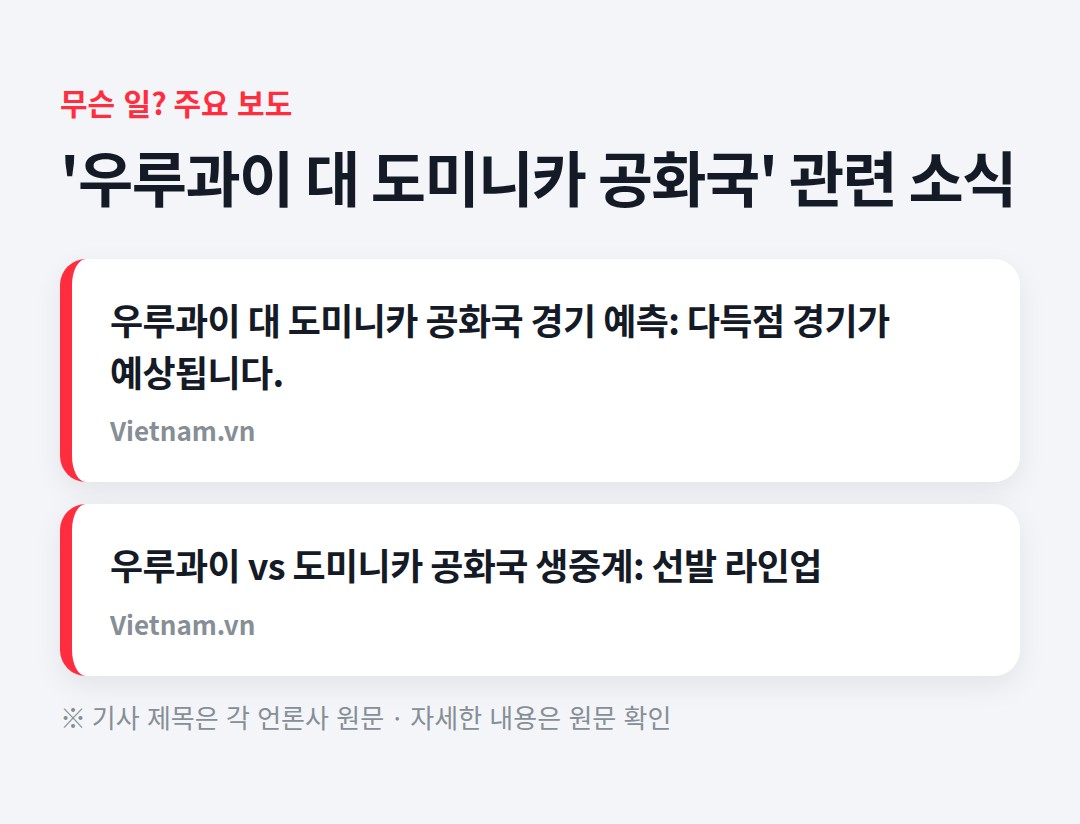 무슨 일? 주요 보도
'우루과이 대 도미니카 공화국' 관련 소식
우루과이 대 도미니카 공화국 경기 예측: 다득점 경기가
예상됩니다.
Vietnam.vn
우루과이 vs 도미니카 공화국 생중계: 선발 라인업
Vietnam.vn
※ 기사 제목은 각 언론사 원문 · 자세한 내용은 원문 확인